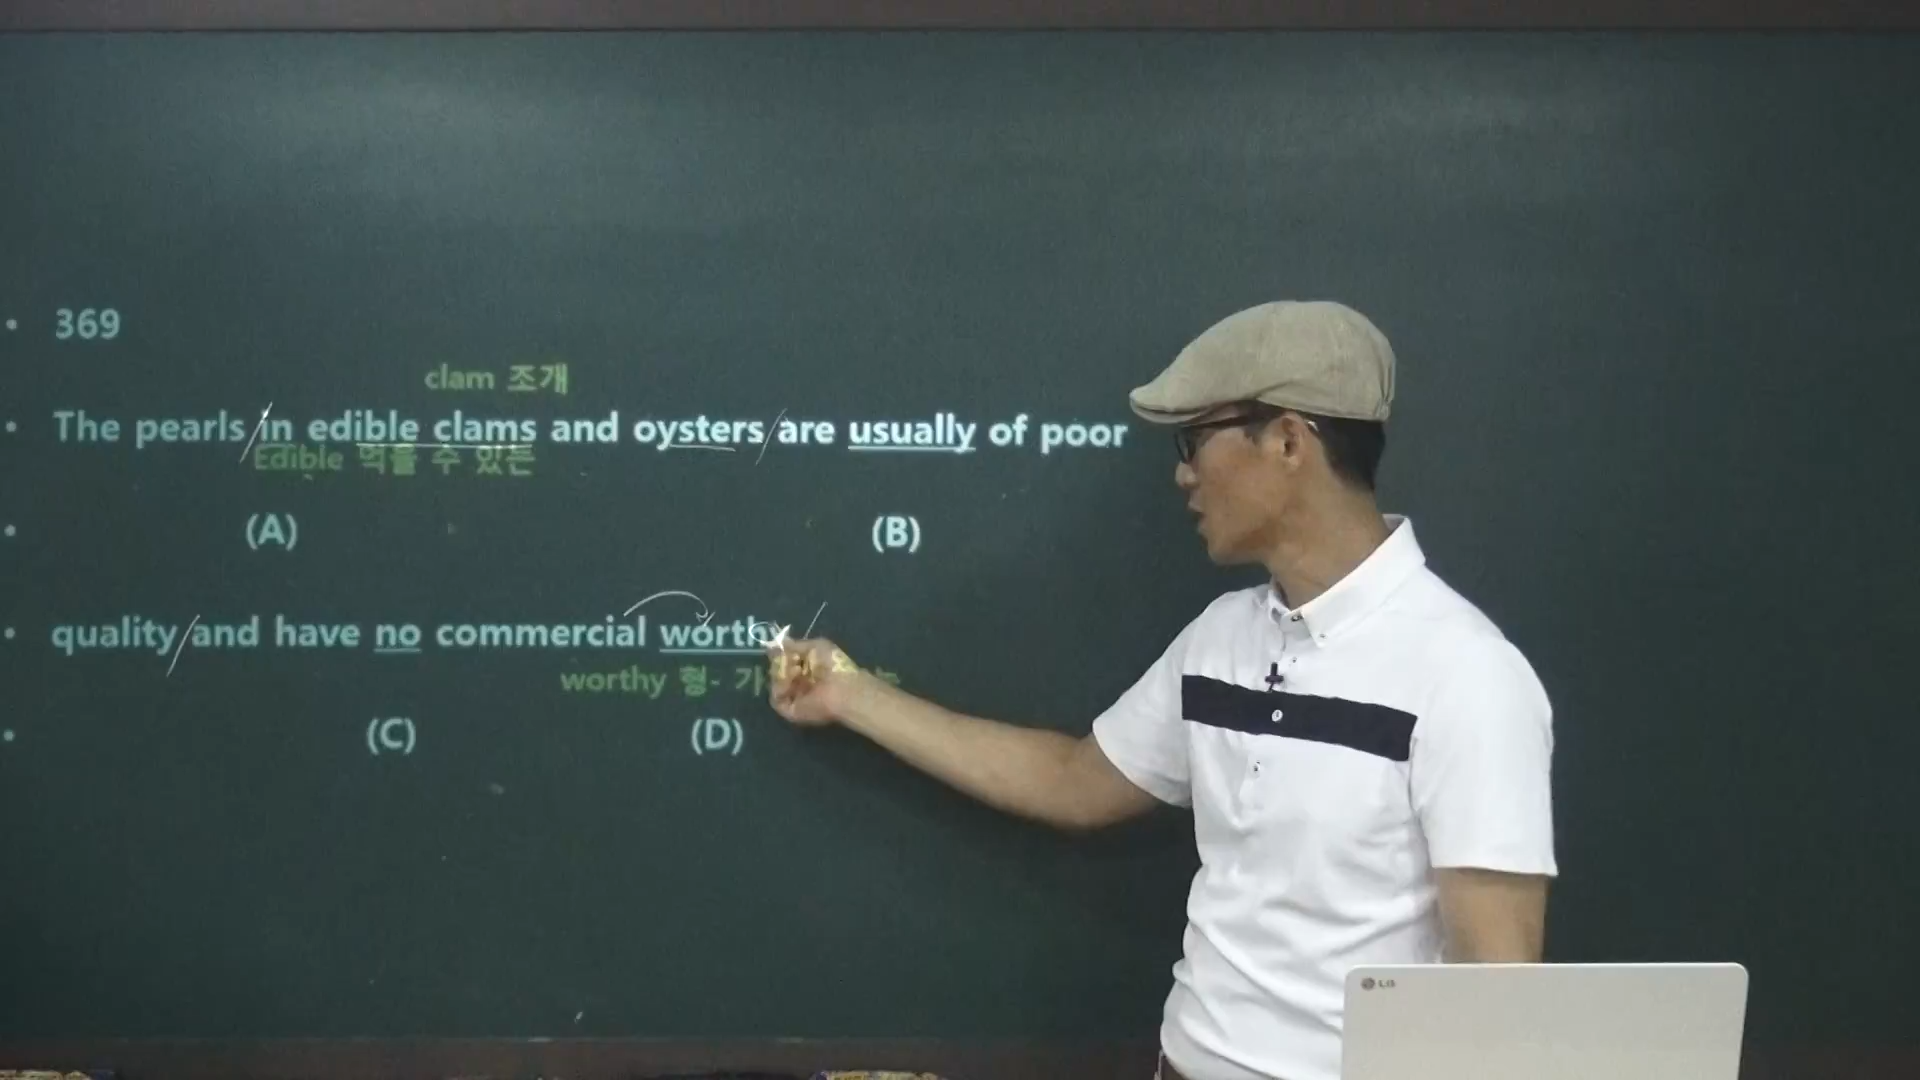 • 369
clam 조개
• The pearls in edible clams and oysters are usually of poor
Edible 먹을 수 있는
• (A) (B)
• quality and have no commercial worthy
worthy 형- 가
• (C) (D)
LG